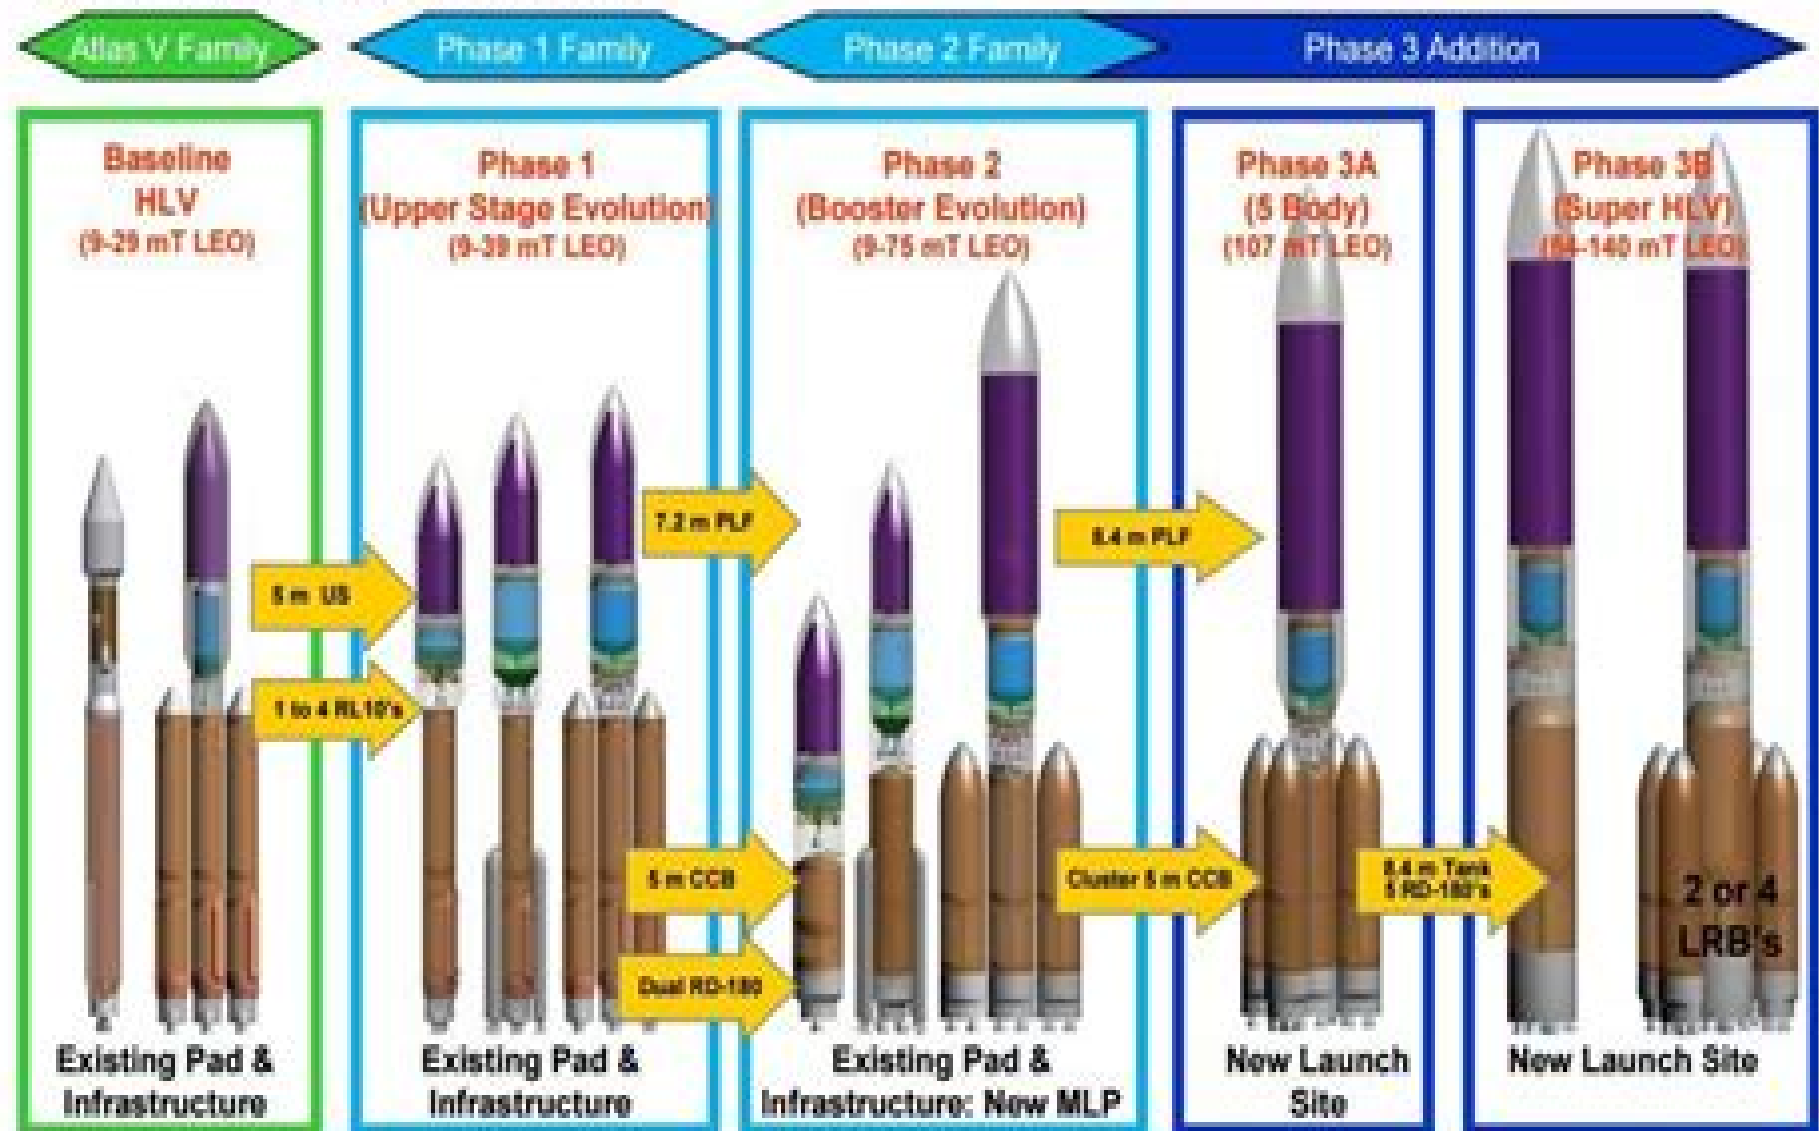 Atlas V Family
Phase 1 Family
Phase 2 Family
Phase 3 Addition
Baseline
HLV
(9-29 mT LEO)
Phase 1
(Upper Stage Evolution)
(9-39 mT LEO)
Phase 2
(Booster Evolution)
(9-75 mT LEO)
Phase 3A
(5 Body)
(107 mT LEO)
Phase 3B
(Super HLV)
-140 mT LEO)
5 m US
1 to 4 RL10's
7.2 m PLF
5 m CCB
Dual RD-180
8.4 m PLF
Cluster 5 m CCB
8.4 m Tank
5 RD-180's
2 or 4
LRB's
Existing Pad &
Infrastructure
Existing Pad &
Infrastructure
Existing Pad &
Infrastructure: New MLP
New Launch
Site
New Launch Site